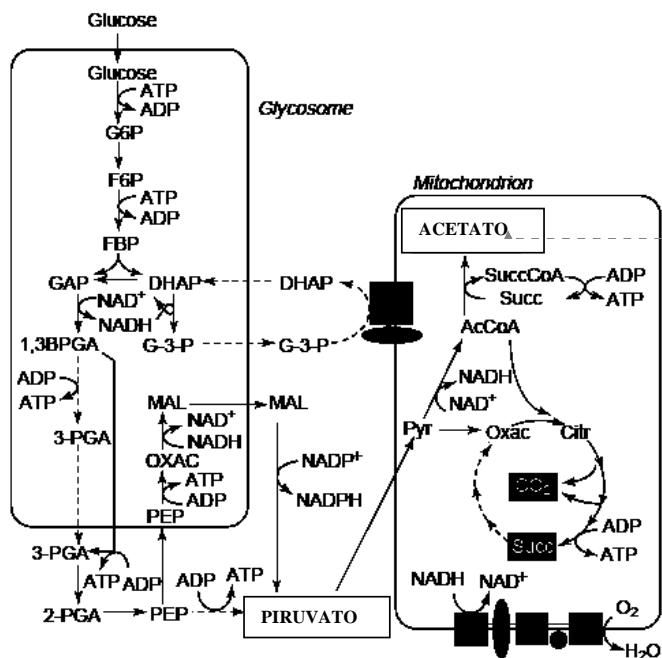 Glucose
Glucose
ATP
ADP
Glycosome
G6P
F6P
ATP
ADP
FBP
GAP
DHAP
DHAP
NAD+
NADH
1,3BPGA
G-3-P
G-3-P
ADP
ATP
3-PGA
MAL
MAL
NAD+
NADH
OXAC
ATP
ADP
PEP
NADP+
NADPH
3-PGA
ATP
ADP
2-PGA
PEP
ADP
ATP
PIRUVATO
Mitochondrion
ACETATO
SuccCoA
Succ
ADP
ATP
AcCoA
NADH
NAD+
Pyr
Oxac
Citr
CO2
Succ
ADP
ATP
NADH
NAD+
O2
H2O